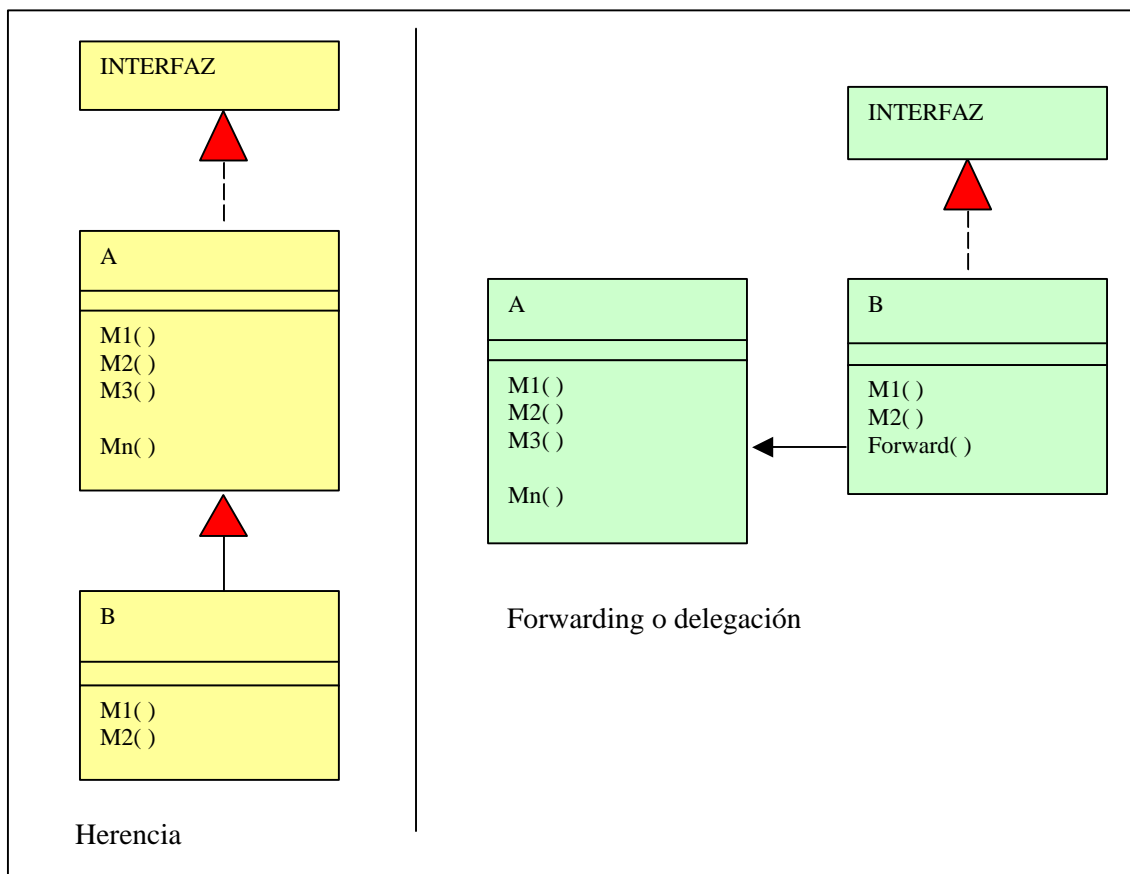 INTERFAZ
A
M1( )
M2( )
M3( )
Mn( )
B
M1( )
M2( )
Herencia
INTERFAZ
A
M1( )
M2( )
M3( )
Mn( )
B
M1( )
M2( )
Forward( )
Forwarding o delegación